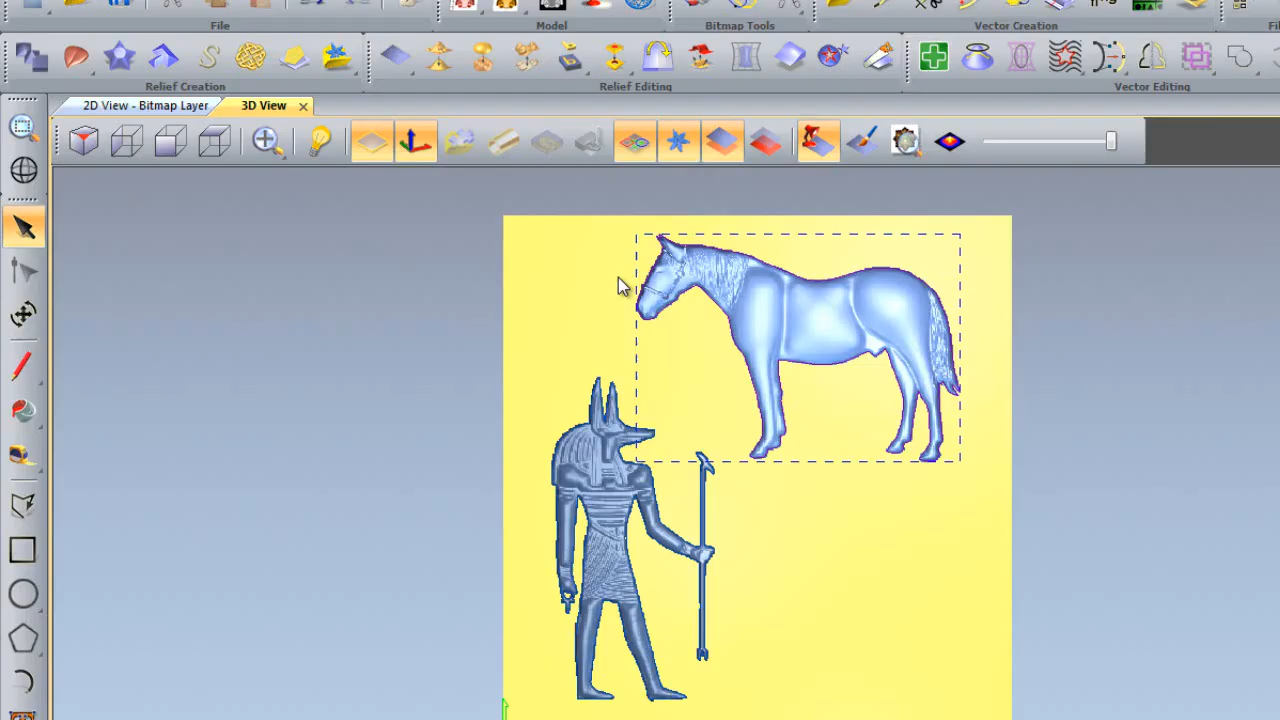 File
Model
Bitmap Tools
Vector Creation
Relief Creation
Relief Editing
Vector Editing
2D View - Bitmap Layer
3D View